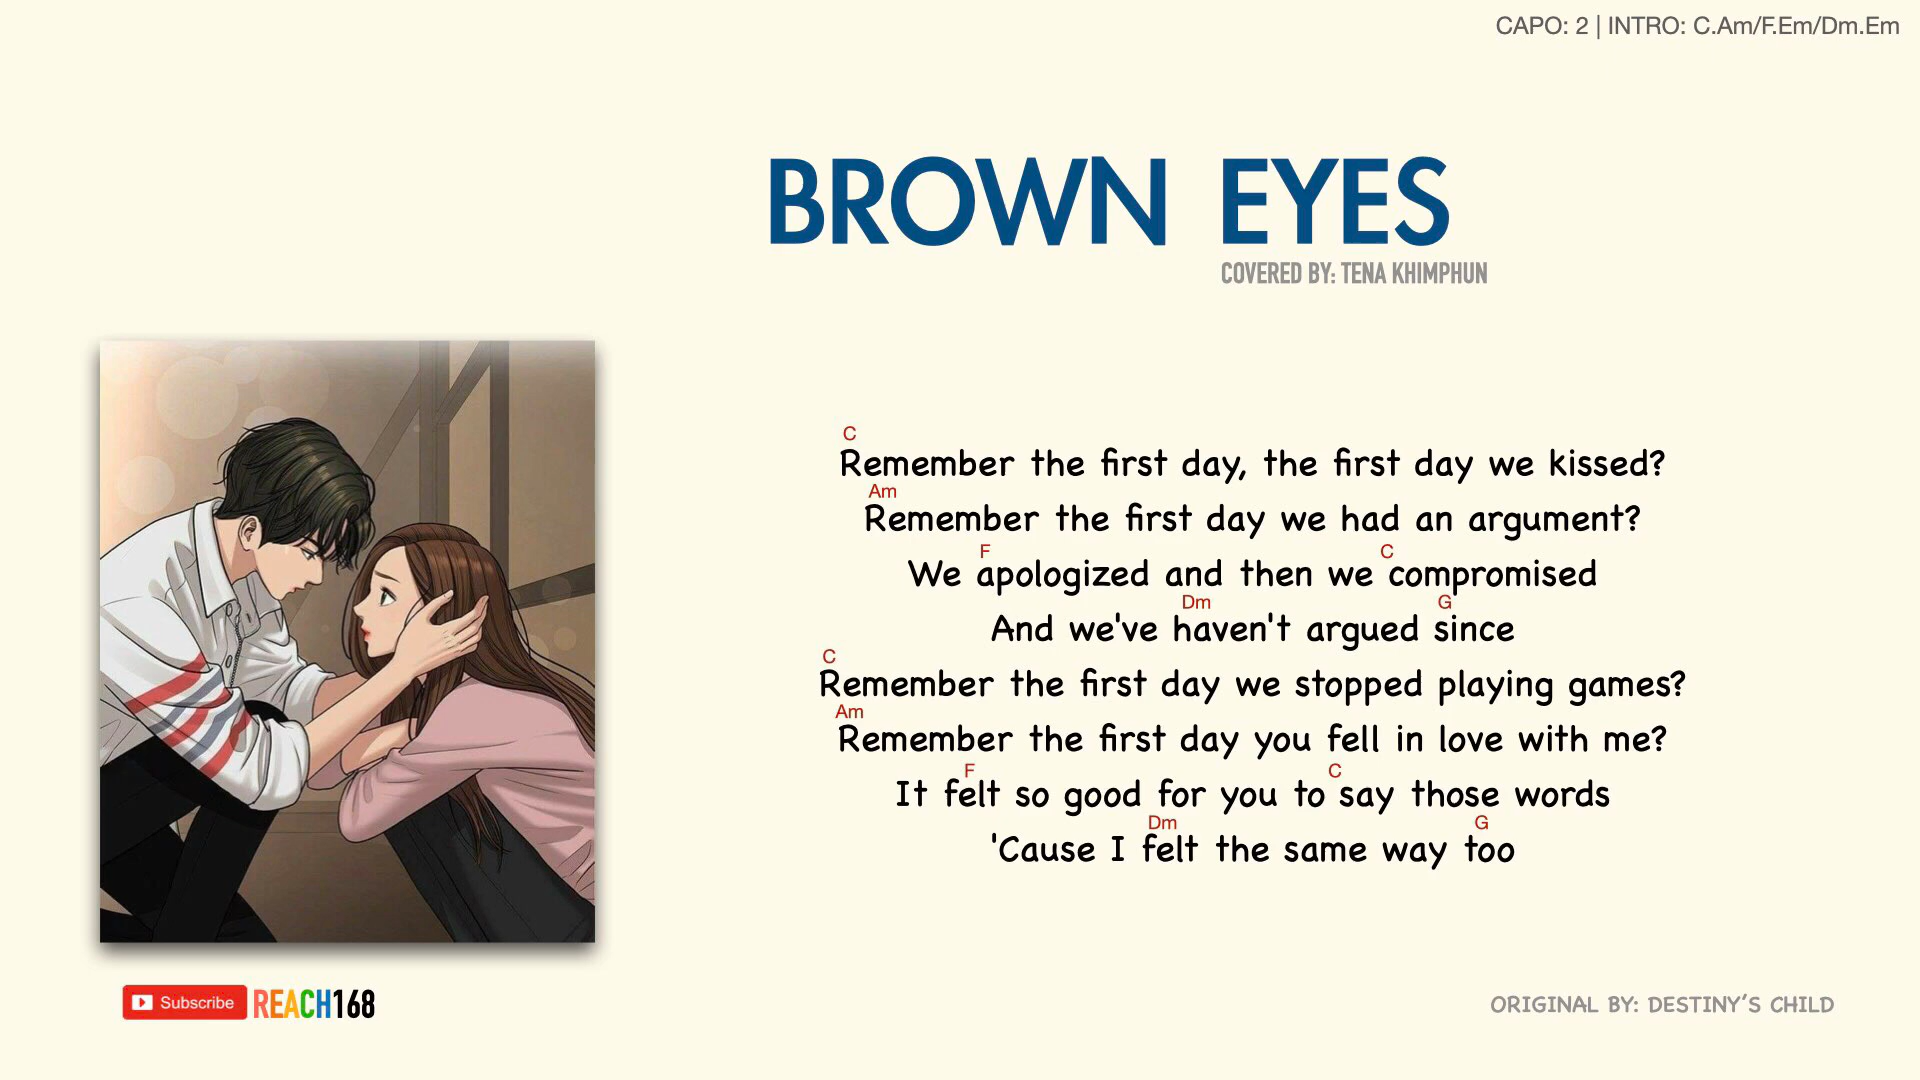 CAPO: 2 | INTRO: C.Am/F.Em/Dm.Em
BROWN EYES
COVERED BY: TENA KHIMPHUN
C
Remember the first day, the first day we kissed?
Am
Remember the first day we had an argument?
F C
We apologized and then we compromised
Dm G
And we've haven't argued since
C
Remember the first day we stopped playing games?
Am
Remember the first day you fell in love with me?
F C
It felt so good for you to say those words
Dm G
'Cause I felt the same way too
Subscribe REACH168
ORIGINAL BY: DESTINY’S CHILD